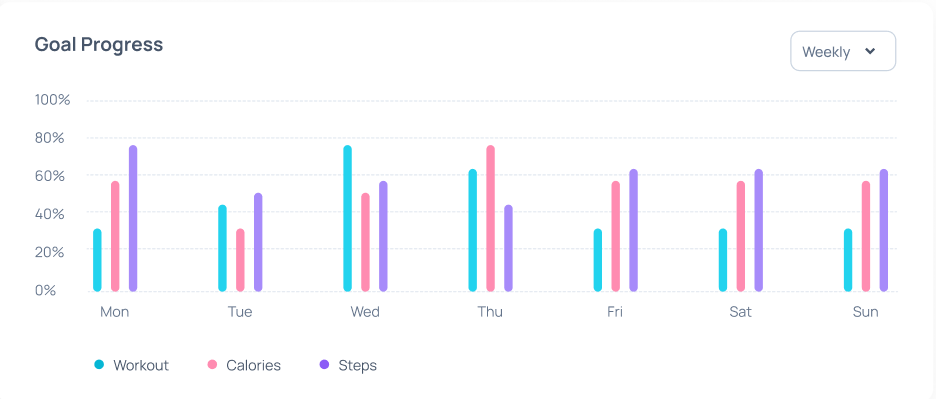 Goal Progress
Weekly
100%
80%
60%
40%
20%
0%
Mon Tue Wed Thu Fri Sat Sun
Workout Calories Steps